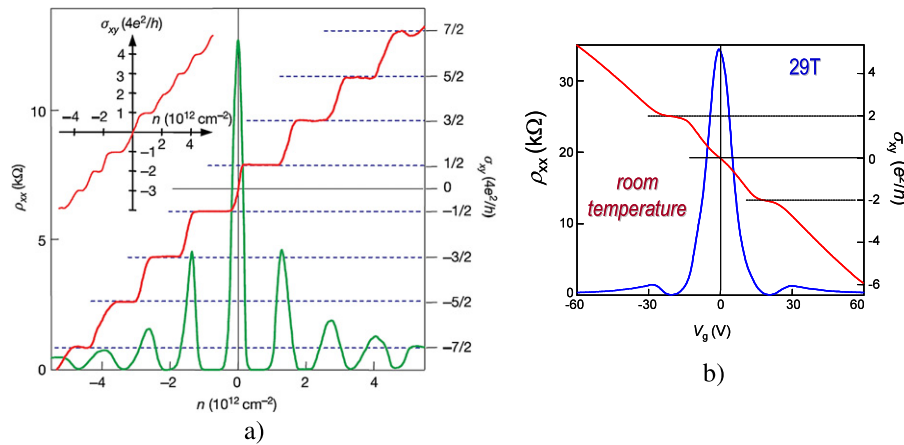 σxy (4e²/h)
4
3
2
1
−4 −2 n (10¹² cm⁻²) 2 4
−1
−2
−3
10
5
0
ρxx (kΩ)
7/2
5/2
3/2
1/2
0
−1/2
−3/2
−5/2
−7/2
σxy (4e²/h)
−4 −2 0 2 4
n (10¹² cm⁻²)
a)
29T
room
temperature
30
20
10
0
ρxx (kΩ)
4
2
0
-2
-4
-6
σxy (e²/h)
-60 -30 0 30 60
Vg (V)
b)